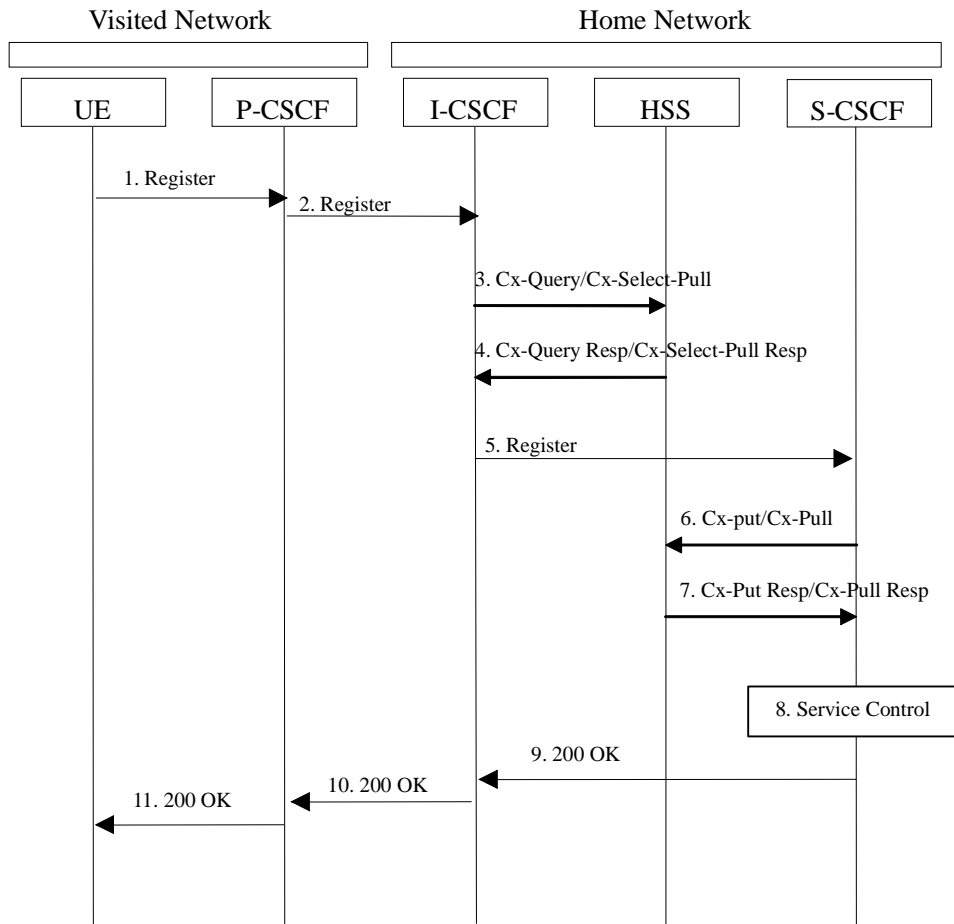 Visited Network
Home Network
UE
P-CSCF
I-CSCF
HSS
S-CSCF
1. Register
2. Register
3. Cx-Query/Cx-Select-Pull
4. Cx-Query Resp/Cx-Select-Pull Resp
5. Register
6. Cx-put/Cx-Pull
7. Cx-Put Resp/Cx-Pull Resp
8. Service Control
9. 200 OK
10. 200 OK
11. 200 OK